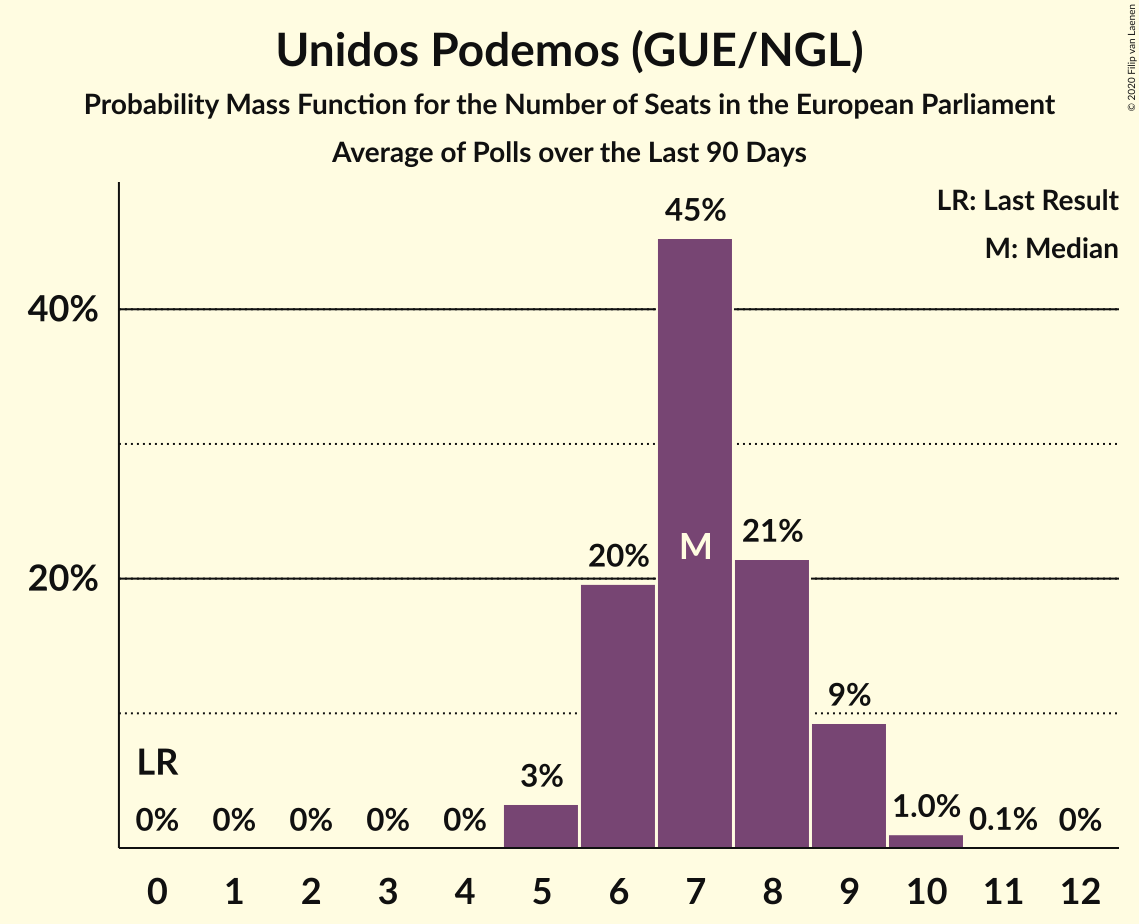 Unidos Podemos (GUE/NGL)
Probability Mass Function for the Number of Seats in the European Parliament
Average of Polls over the Last 90 Days
© 2020 Filip van Laenen
LR: Last Result
M: Median
40%
20%
LR
0% 0% 0% 0% 0% 3% 20% 45% 21% 9% 1.0% 0.1% 0%
M
0 1 2 3 4 5 6 7 8 9 10 11 12